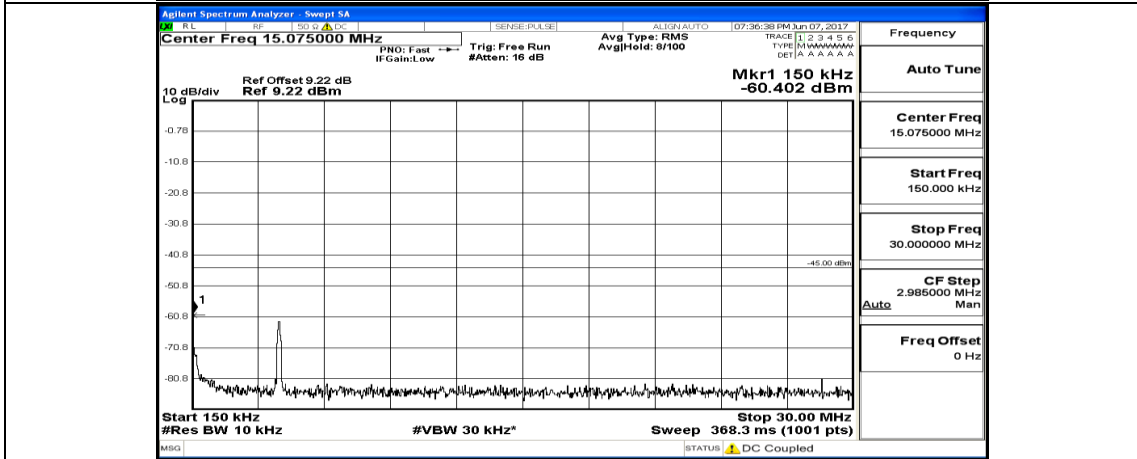 Agilent Spectrum Analyzer - Swept SA
RL RF 50 Ω DC SENSE:PULSE ALIGN AUTO 07:36:38 PM Jun 07, 2017
Center Freq 15.075000 MHz
PNO: Fast
IFGain:Low
Trig: Free Run
#Atten: 16 dB
Avg Type: RMS
Avg|Hold: 8/100
TRACE 1 2 3 4 5 6
TYPE M WWWWW
DET A A A A A A
Ref Offset 9.22 dB
Ref 9.22 dBm
10 dB/div
Log
Mkr1 150 kHz
-60.402 dBm
-0.78
-10.8
-20.8
-30.8
-40.8
-45.00 dBm
-50.8
1
-60.8
-70.8
-80.8
Start 150 kHz
Stop 30.00 MHz
#Res BW 10 kHz
#VBW 30 kHz*
Sweep 368.3 ms (1001 pts)
MSG
STATUS
DC Coupled
Frequency
Auto Tune
Center Freq
15.075000 MHz
Start Freq
150.000 kHz
Stop Freq
30.000000 MHz
CF Step
2.985000 MHz
Auto Man
Freq Offset
0 Hz